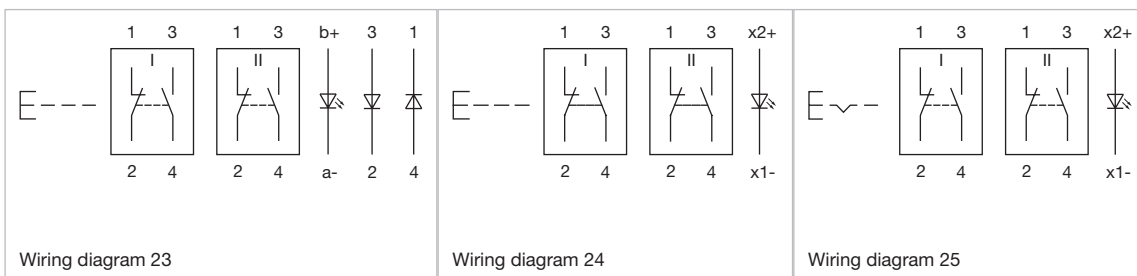 1 3 1 3 b+ 3 1
I II
2 4 2 4 a- 2 4
Wiring diagram 23
1 3 1 3 x2+
I II
2 4 2 4 x1-
Wiring diagram 24
1 3 1 3 x2+
I II
2 4 2 4 x1-
Wiring diagram 25